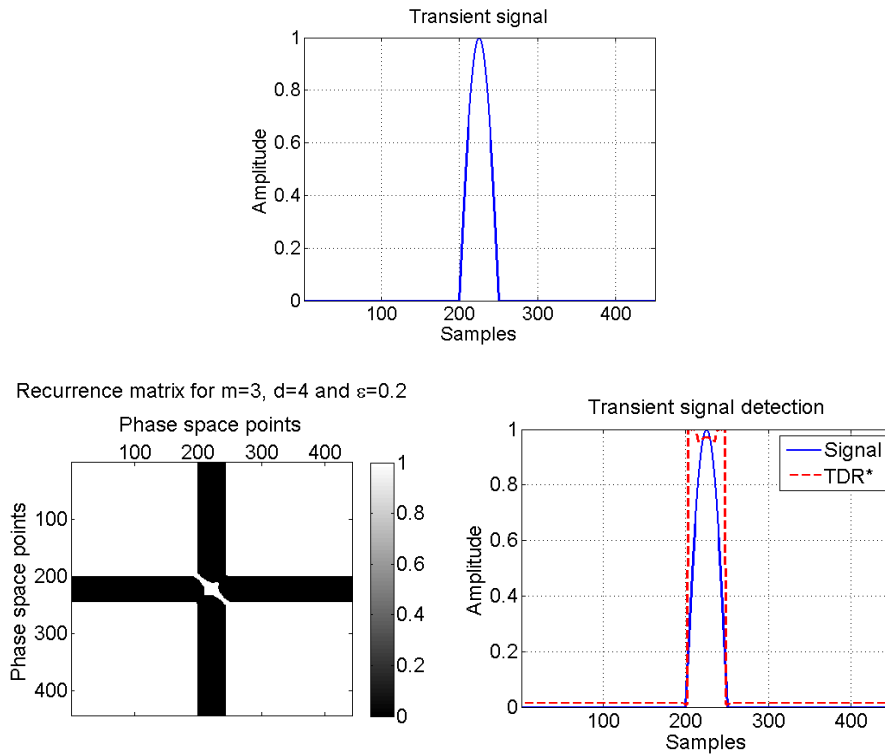 Transient signal
1
0.8
0.6
0.4
0.2
0
Amplitude
100 200 300 400
Samples
Recurrence matrix for m=3, d=4 and ε=0.2
Phase space points
100 200 300 400
Phase space points
100
200
300
400
1
0.8
0.6
0.4
0.2
0
Transient signal detection
1
0.8
0.6
0.4
0.2
0
Amplitude
Signal
TDR*
100 200 300 400
Samples